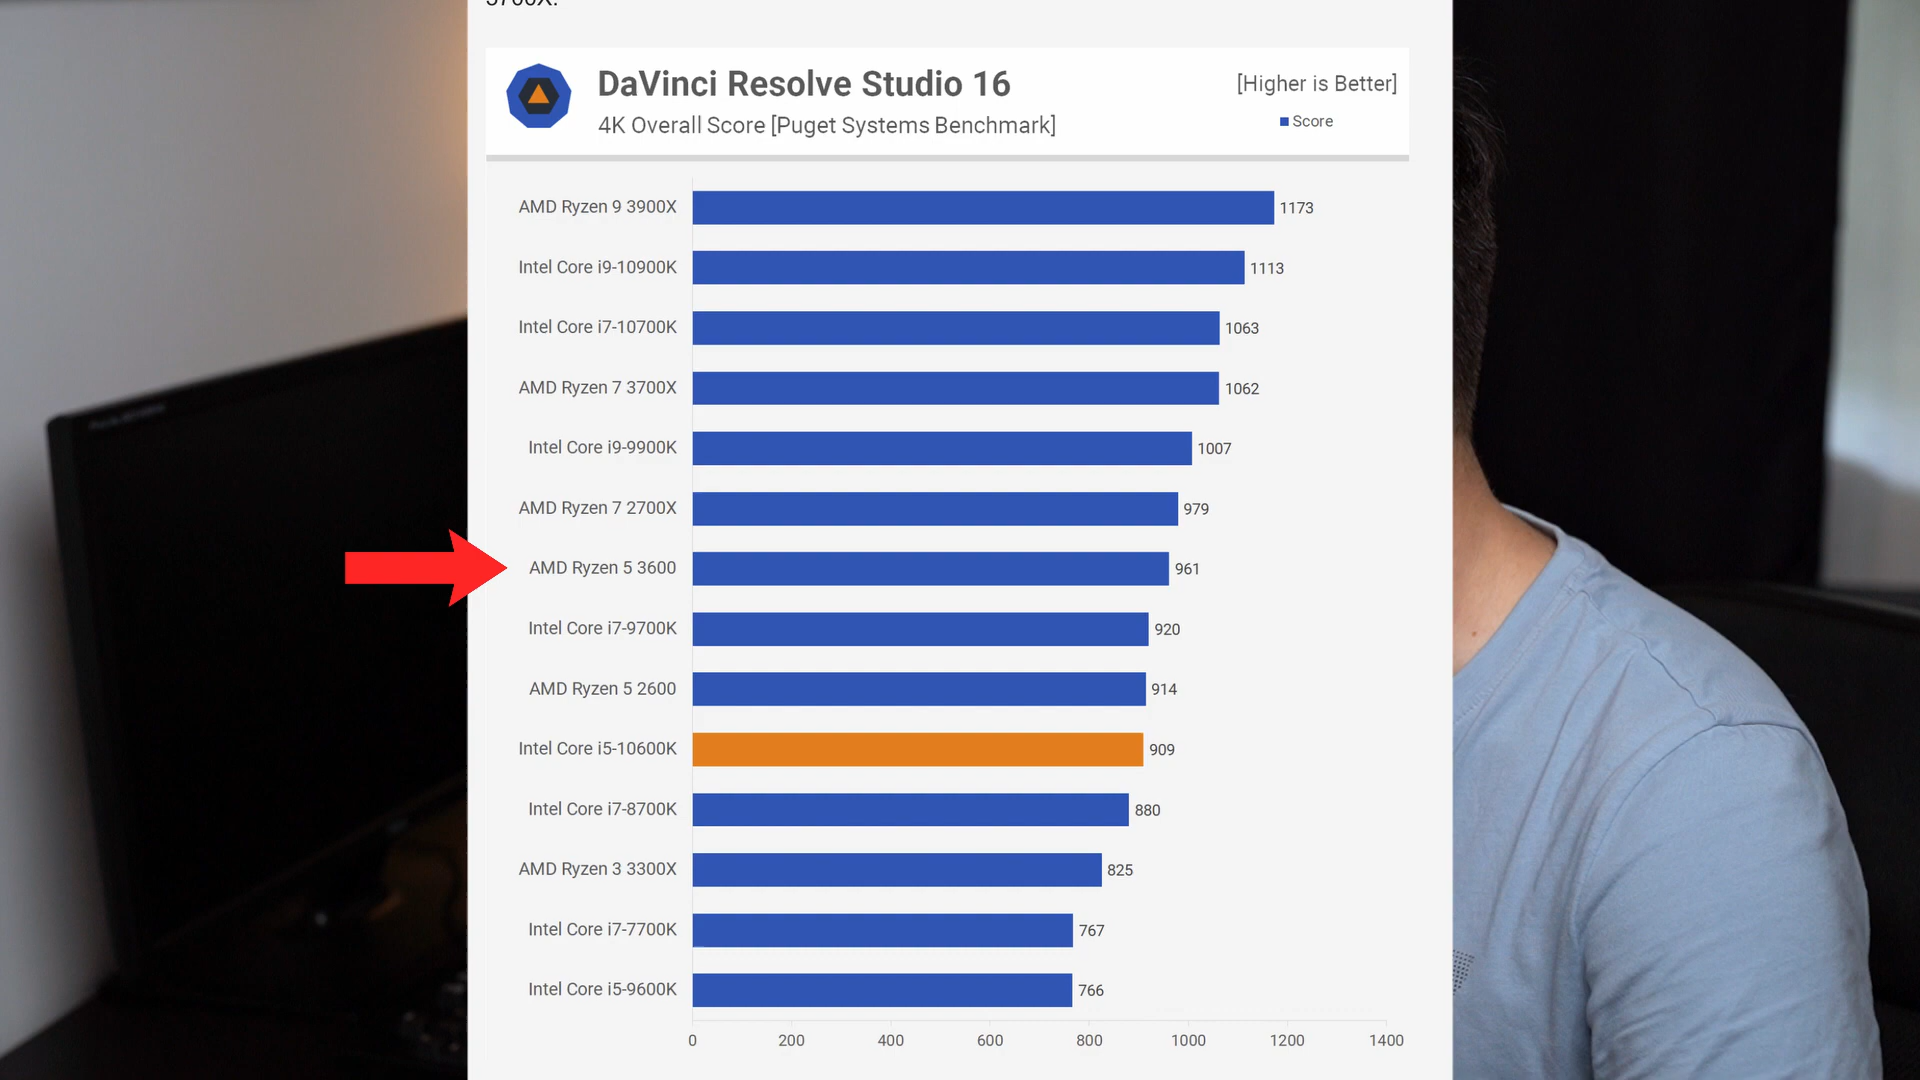 3700X.
DaVinci Resolve Studio 16
[Higher is Better]
4K Overall Score [Puget Systems Benchmark]
Score
AMD Ryzen 9 3900X 1173
Intel Core i9-10900K 1113
Intel Core i7-10700K 1063
AMD Ryzen 7 3700X 1062
Intel Core i9-9900K 1007
AMD Ryzen 7 2700X 979
AMD Ryzen 5 3600 961
Intel Core i7-9700K 920
AMD Ryzen 5 2600 914
Intel Core i5-10600K 909
Intel Core i7-8700K 880
AMD Ryzen 3 3300X 825
Intel Core i7-7700K 767
Intel Core i5-9600K 766
0 200 400 600 800 1000 1200 1400